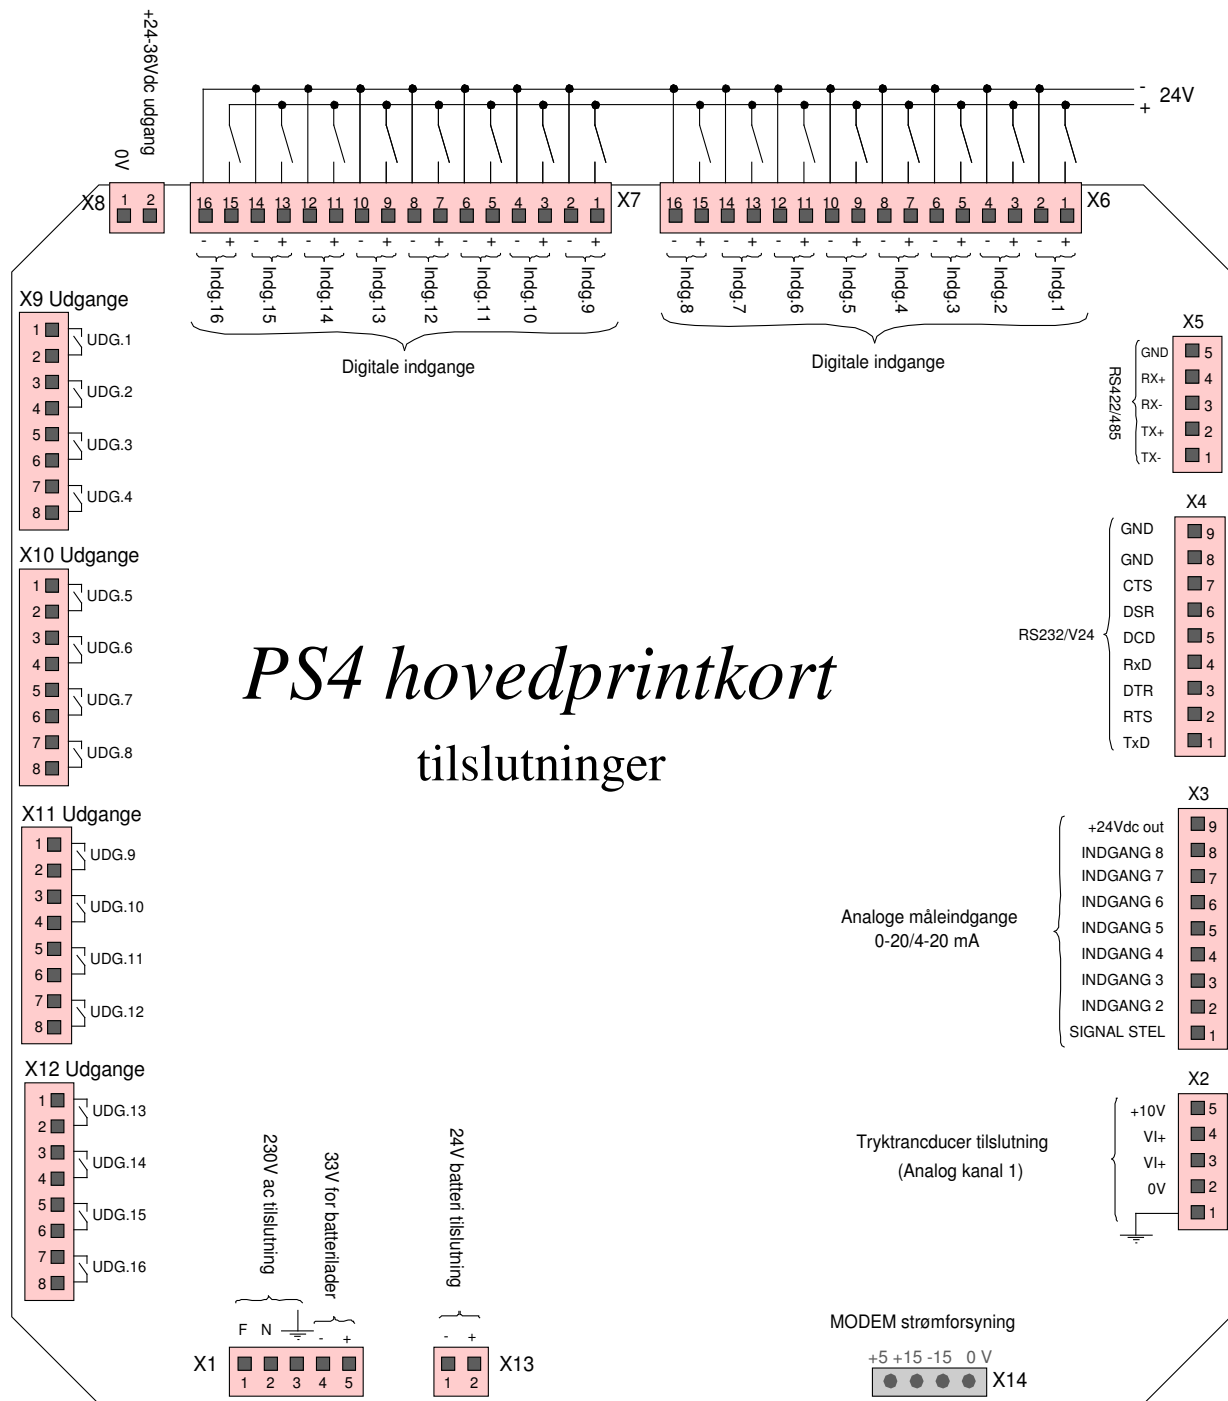 +24-36Vdc udgang
0V
- 24V
+
X8 1 2
16 15 14 13 12 11 10 9 8 7 6 5 4 3 2 1 X7
16 15 14 13 12 11 10 9 8 7 6 5 4 3 2 1 X6
- + - + - + - + - + - + - + - +
- + - + - + - + - + - + - + - +
Indg.16 Indg.15 Indg.14 Indg.13 Indg.12 Indg.11 Indg.10 Indg.9
Indg.8 Indg.7 Indg.6 Indg.5 Indg.4 Indg.3 Indg.2 Indg.1
Digitale indgange
Digitale indgange
X9 Udgange
1
UDG.1
2
3
UDG.2
4
5
UDG.3
6
7
UDG.4
8
X10 Udgange
1
UDG.5
2
3
UDG.6
4
5
UDG.7
6
7
UDG.8
8
X11 Udgange
1
UDG.9
2
3
UDG.10
4
5
UDG.11
6
7
UDG.12
8
X12 Udgange
1
UDG.13
2
3
UDG.14
4
5
UDG.15
6
7
UDG.16
8
PS4 hovedprintkort
tilslutninger
X5
RS422/485
GND 5
RX+ 4
RX- 3
TX+ 2
TX- 1
X4
RS232/V24
GND 9
GND 8
CTS 7
DSR 6
DCD 5
RxD 4
DTR 3
RTS 2
TxD 1
X3
Analoge måleindgange
0-20/4-20 mA
+24Vdc out 9
INDGANG 8 8
INDGANG 7 7
INDGANG 6 6
INDGANG 5 5
INDGANG 4 4
INDGANG 3 3
INDGANG 2 2
SIGNAL STEL 1
X2
Tryktrancducer tilslutning
(Analog kanal 1)
+10V 5
VI+ 4
VI+ 3
0V 2
1
230V ac tilslutning
33V for batterilader
F N - +
X1
1 2 3 4 5
24V batteri tilslutning
- +
X13
1 2
MODEM strømforsyning
+5 +15 -15 0 V
X14